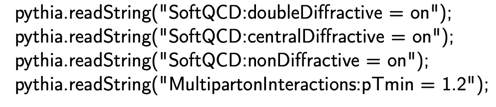 pythia.readString("SoftQCD:doubleDiffractive = on");
pythia.readString("SoftQCD:centralDiffractive = on");
pythia.readString("SoftQCD:nonDiffractive = on");
pythia.readString("MultipartonInteractions:pTmin = 1.2");